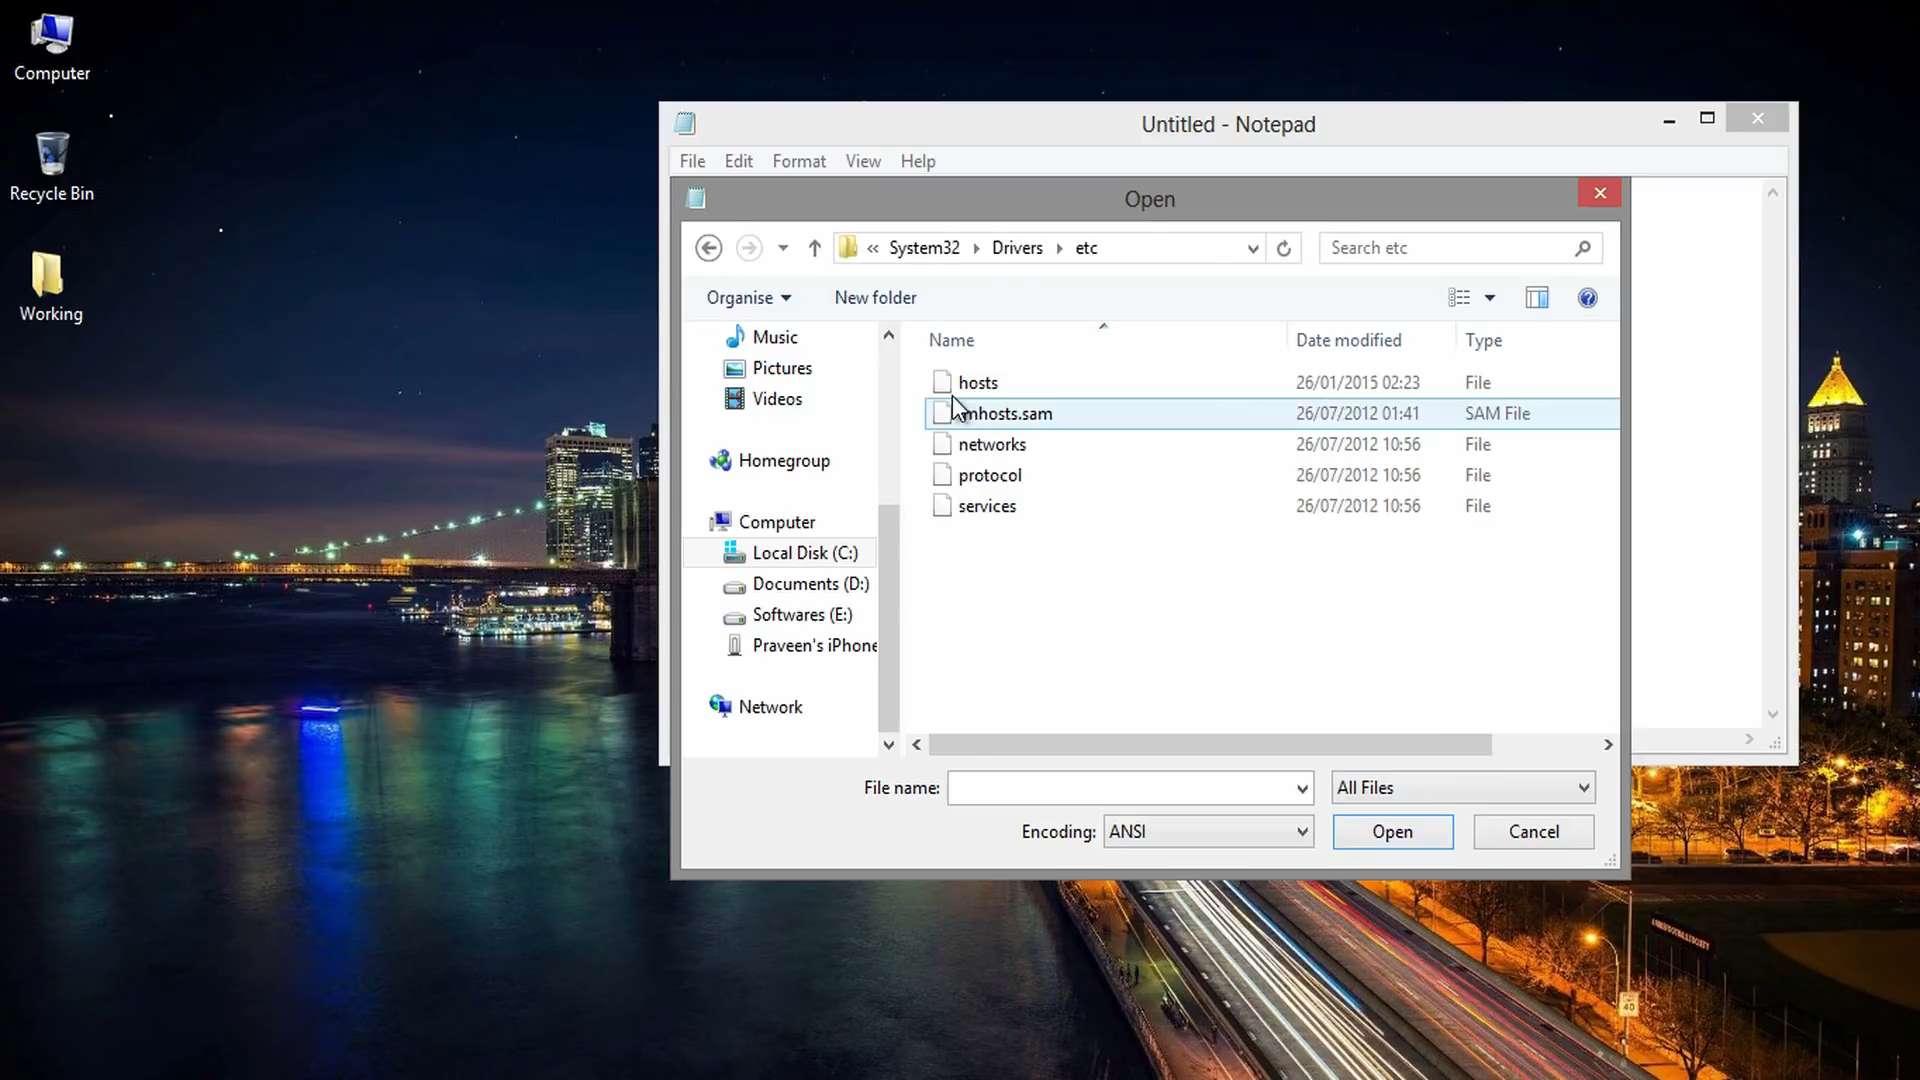 Computer
Recycle Bin
Working
Untitled - Notepad
File Edit Format View Help
Open
« System32 Drivers etc
Search etc
Organise New folder
Music
Pictures
Videos
Homegroup
Computer
Local Disk (C:)
Documents (D:)
Softwares (E:)
Praveen's iPhone
Network
Name Date modified Type
hosts 26/01/2015 02:23 File
mhosts.sam 26/07/2012 01:41 SAM File
networks 26/07/2012 10:56 File
protocol 26/07/2012 10:56 File
services 26/07/2012 10:56 File
File name: All Files
Encoding: ANSI Open Cancel
40